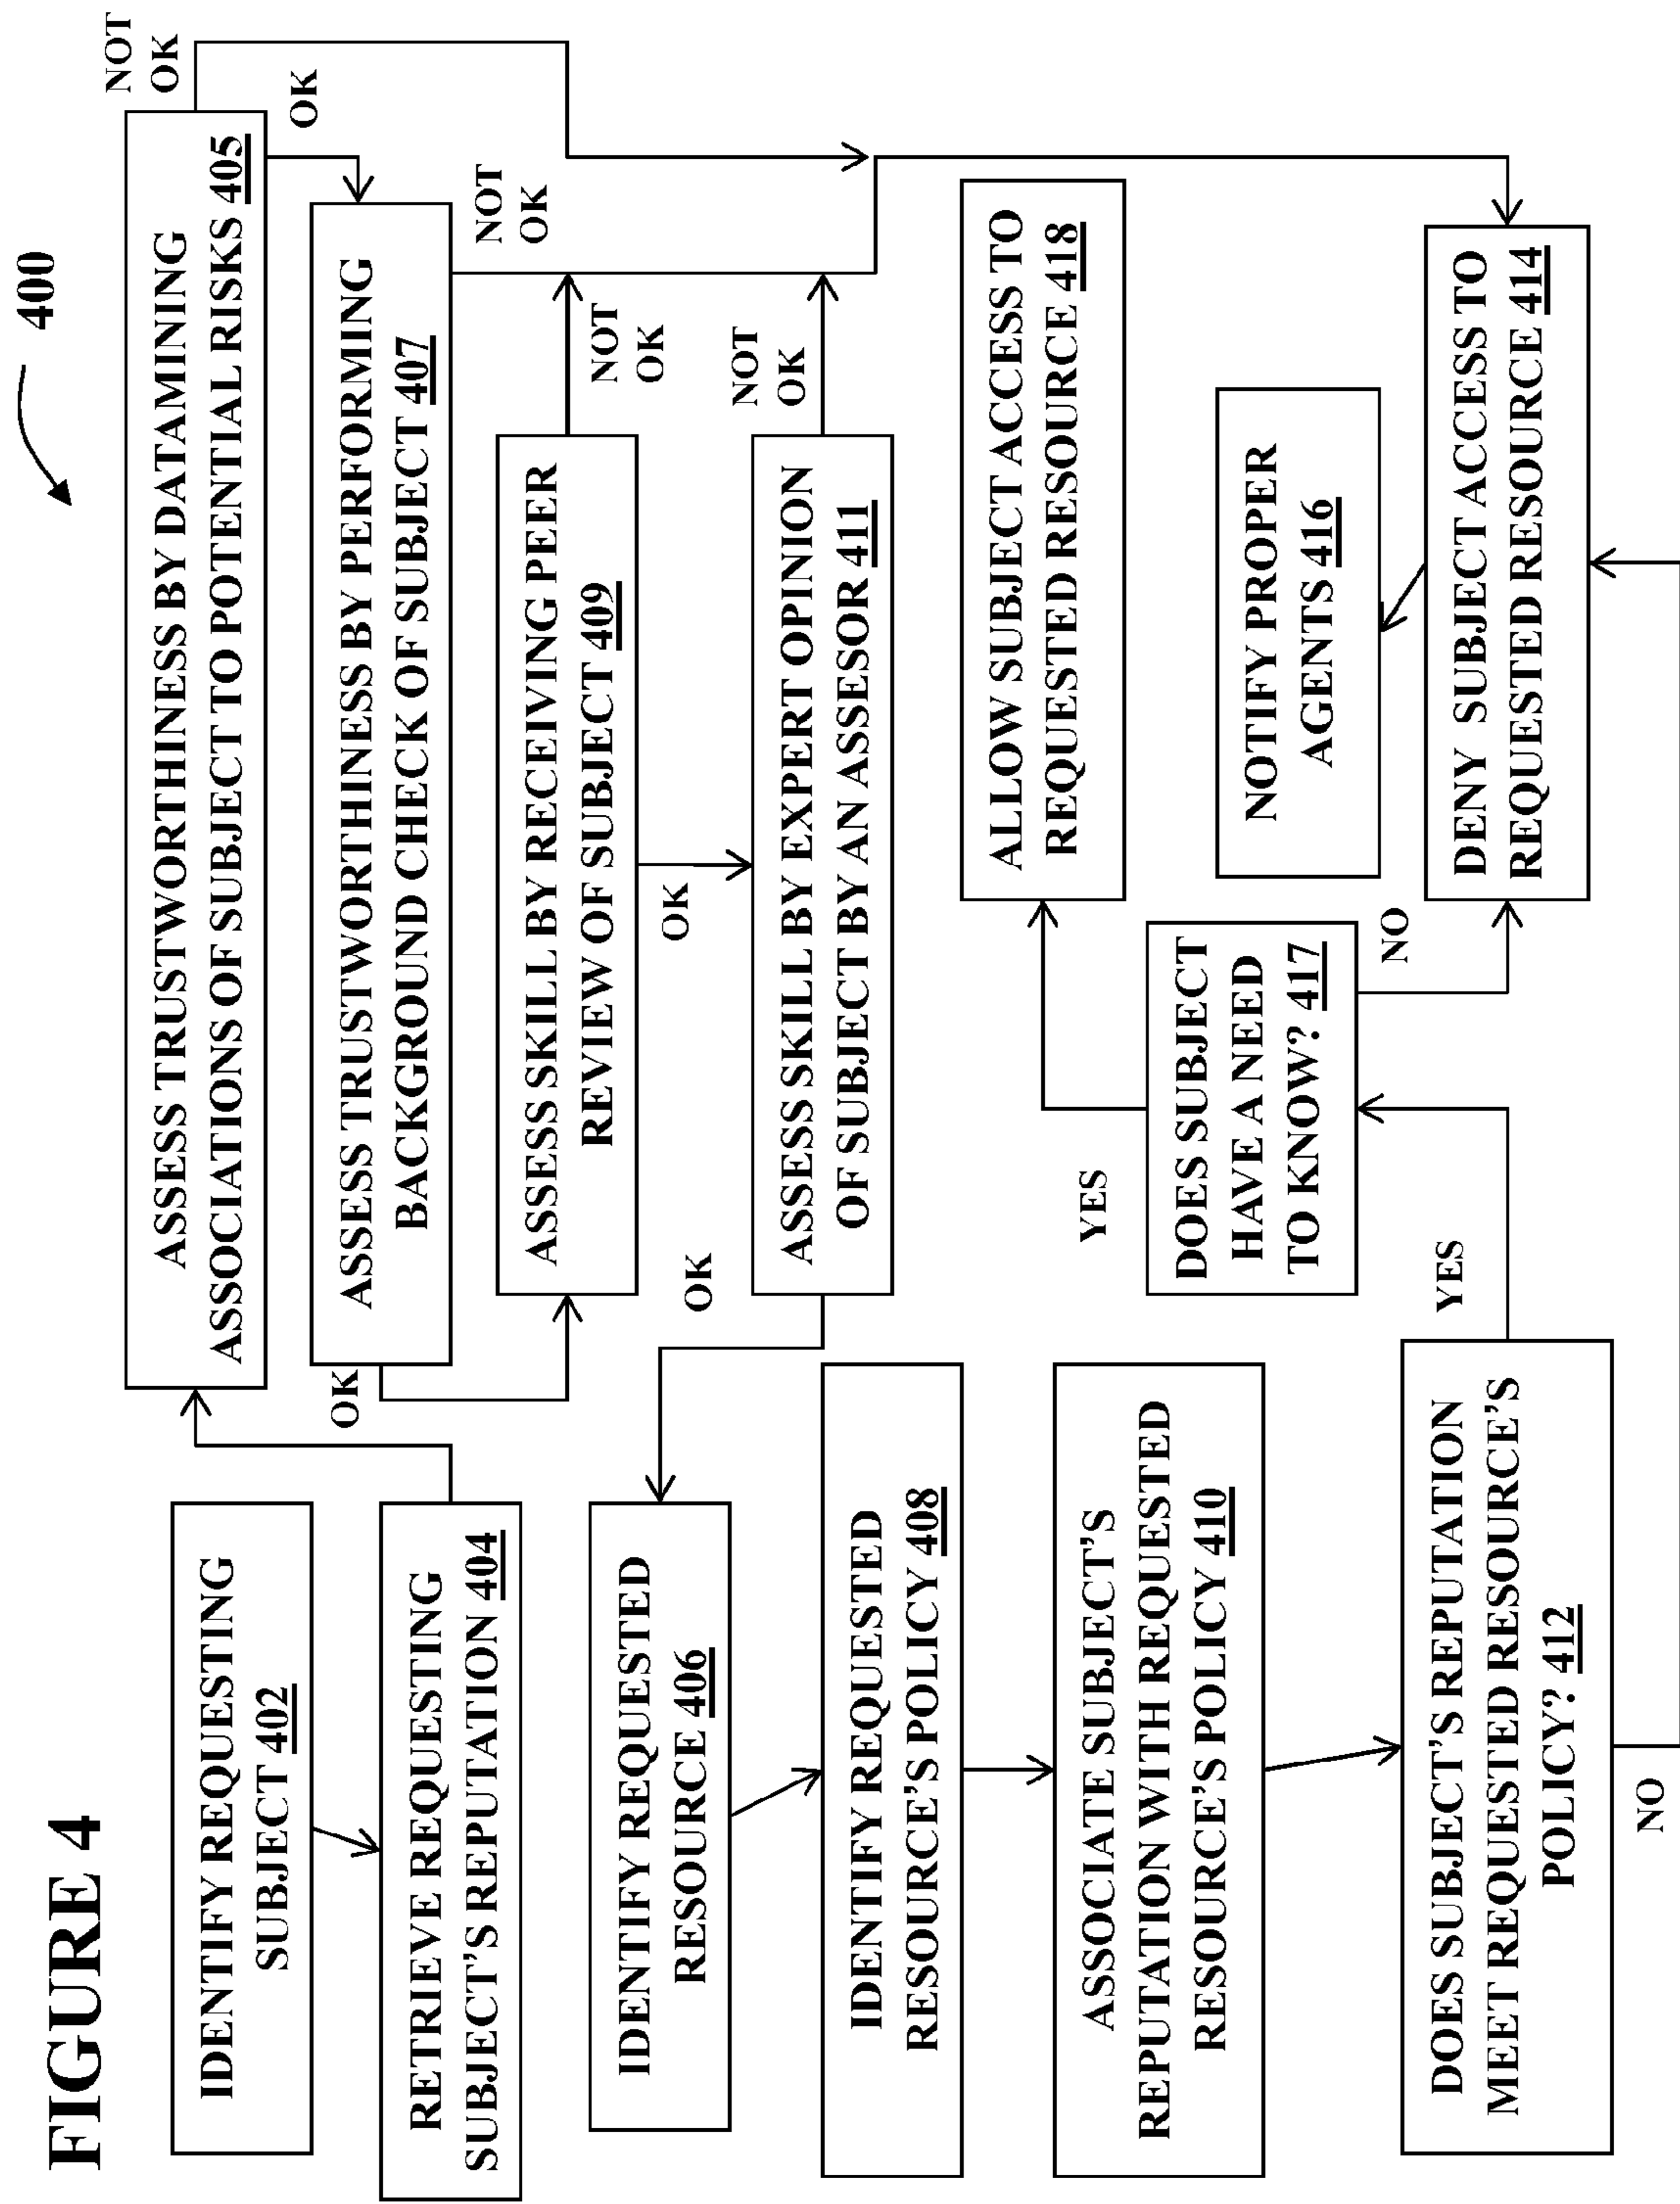 FIGURE 4
400
IDENTIFY REQUESTING
SUBJECT 402
RETRIEVE REQUESTING
SUBJECT'S REPUTATION 404
ASSESS TRUSTWORTHINESS BY DATAMINING
ASSOCIATIONS OF SUBJECT TO POTENTIAL RISKS 405
NOT
OK
OK
ASSESS TRUSTWORTHINESS BY PERFORMING
BACKGROUND CHECK OF SUBJECT 407
OK
NOT
OK
ASSESS SKILL BY RECEIVING PEER
REVIEW OF SUBJECT 409
NOT
OK
OK
ASSESS SKILL BY EXPERT OPINION
OF SUBJECT BY AN ASSESSOR 411
NOT
OK
OK
IDENTIFY REQUESTED
RESOURCE 406
IDENTIFY REQUESTED
RESOURCE'S POLICY 408
ASSOCIATE SUBJECT'S
REPUTATION WITH REQUESTED
RESOURCE'S POLICY 410
DOES SUBJECT'S REPUTATION
MEET REQUESTED RESOURCE'S
POLICY? 412
YES
NO
DOES SUBJECT
HAVE A NEED
TO KNOW? 417
YES
NO
ALLOW SUBJECT ACCESS TO
REQUESTED RESOURCE 418
NOTIFY PROPER
AGENTS 416
DENY SUBJECT ACCESS TO
REQUESTED RESOURCE 414